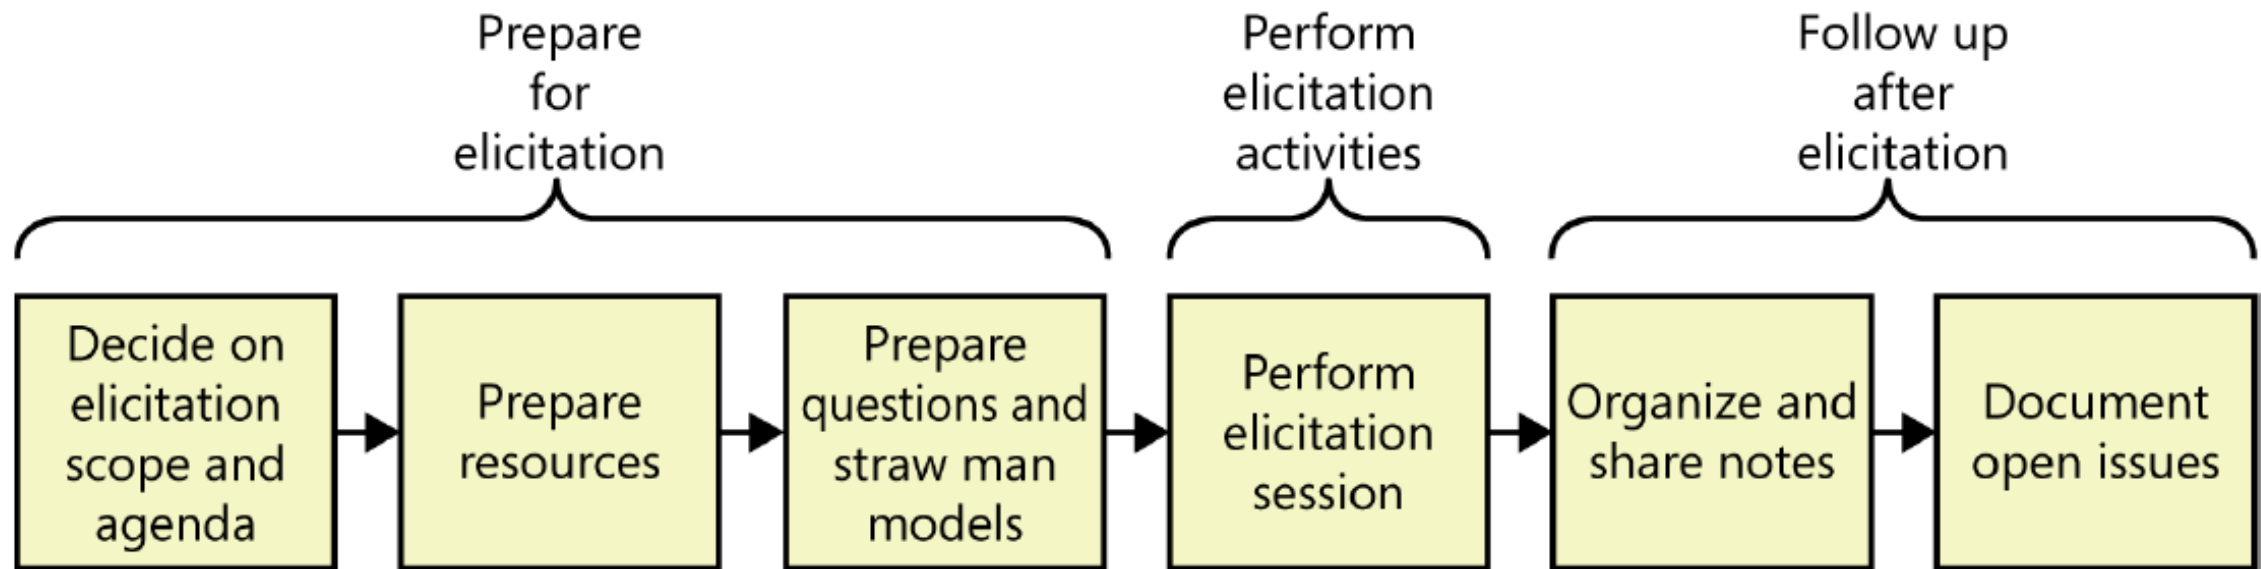 Prepare
for
elicitation
Perform
elicitation
activities
Follow up
after
elicitation
Decide on
elicitation
scope and
agenda
Prepare
resources
Prepare
questions and
straw man
models
Perform
elicitation
session
Organize and
share notes
Document
open issues